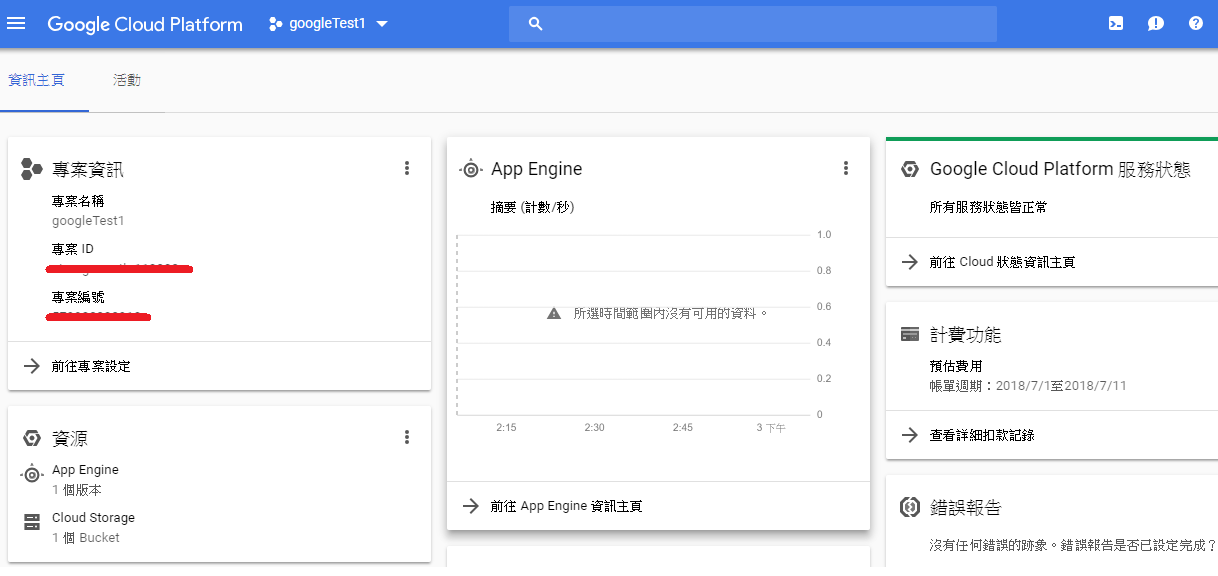 Google Cloud Platform
googleTest1
資訊主頁
活動
專案資訊
專案名稱
googleTest1
專案 ID
專案編號
前往專案設定
資源
App Engine
1 個版本
Cloud Storage
1 個 Bucket
App Engine
摘要 (計數/秒)
1.0
0.8
0.6
所選時間範圍內沒有可用的資料。
0.4
0.2
0
2:15
2:30
2:45
3 下午
前往 App Engine 資訊主頁
Google Cloud Platform 服務狀態
所有服務狀態皆正常
前往 Cloud 狀態資訊主頁
計費功能
預估費用
帳單週期：2018/7/1至2018/7/11
查看詳細扣款記錄
錯誤報告
沒有任何錯誤的跡象。錯誤報告是否已設定完成？